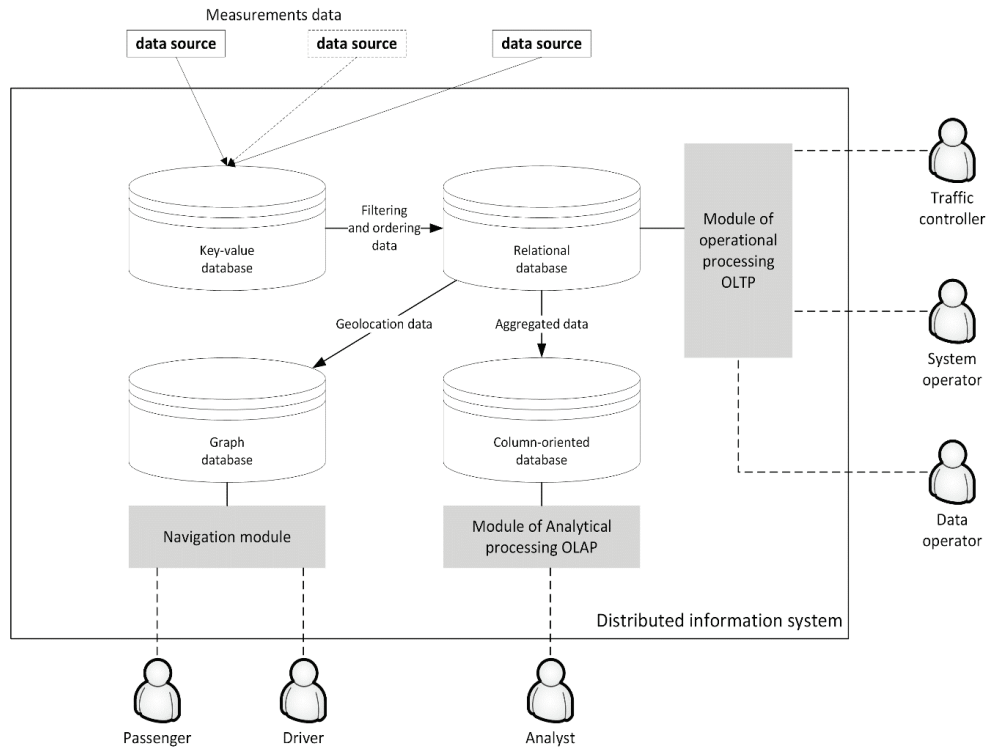 Measurements data
data source
data source
data source
Traffic
controller
Module of
operational
processing
OLTP
Filtering
and ordering
data
Key-value
database
Relational
database
Geolocation data
Aggregated data
System
operator
Graph
database
Column-oriented
database
Navigation module
Module of Analytical
processing OLAP
Data
operator
Distributed information system
Passenger
Driver
Analyst